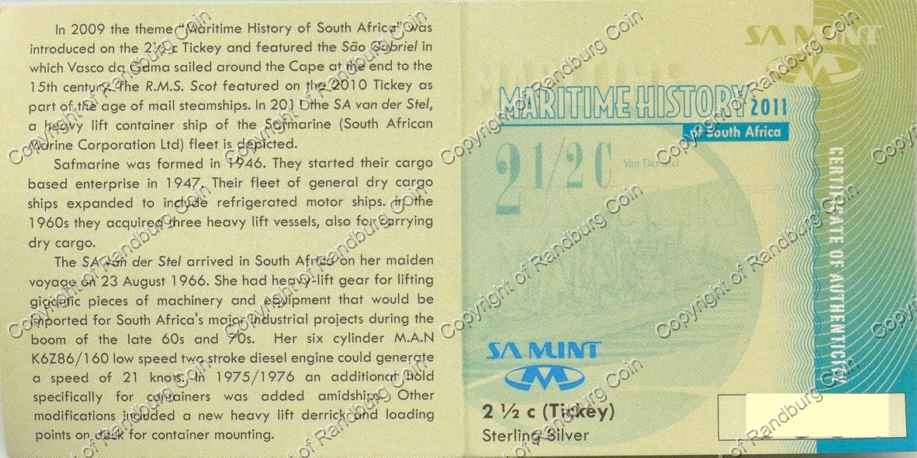 In 2009 the theme "Maritime History of South Africa" was
introduced on the 2½ c Tickey and featured the São Gabriel in
which Vasco da Gama sailed around the Cape at the end to the
15th century. The R.M.S. Scot featured on the 2010 Tickey as
part of the age of mail steamships. In 2011 the SA van der Stel,
a heavy lift container ship of the Safmarine (South African
Marine Corporation Ltd) fleet is depicted.
Safmarine was formed in 1946. They started their cargo
based enterprise in 1947. Their fleet of general dry cargo
ships expanded to include refrigerated motor ships. In the
1960s they acquired three heavy lift vessels, also for carrying
dry cargo.
The SA van der Stel arrived in South Africa on her maiden
voyage on 23 August 1966. She had heavy-lift gear for lifting
gigantic pieces of machinery and equipment that would be
imported for South Africa's major industrial projects during the
boom of the late 60s and 70s. Her six cylinder M.A.N
K6Z86/160 low speed two stroke diesel engine could generate
a speed of 21 knots. In 1975/1976 an additional hold
specifically for containers was added amidships. Other
modifications included a new heavy lift derrick and loading
points on deck for container mounting.
SA MINT
MARITIME HISTORY 2011
of South Africa
2 1/2 C
CERTIFICATE OF AUTHENTICITY
SA MINT
2 ½ c (Tickey)
Sterling Silver
Copyright of Randburg Coin